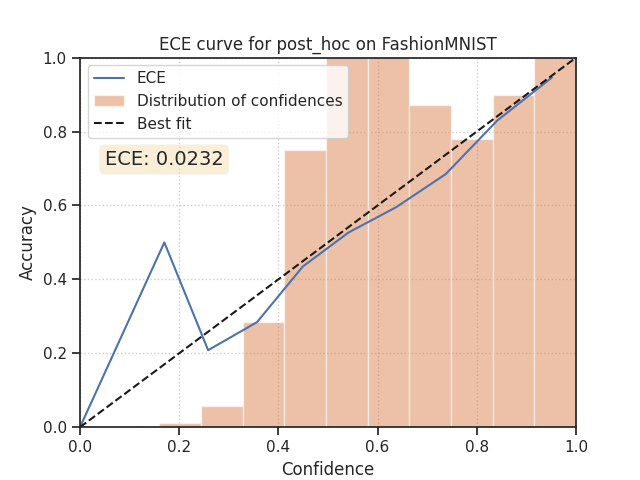 ECE curve for post_hoc on FashionMNIST
ECE
Distribution of confidences
Best fit
ECE: 0.0232
Accuracy
1.0
0.8
0.6
0.4
0.2
0.0
0.0 0.2 0.4 0.6 0.8 1.0
Confidence